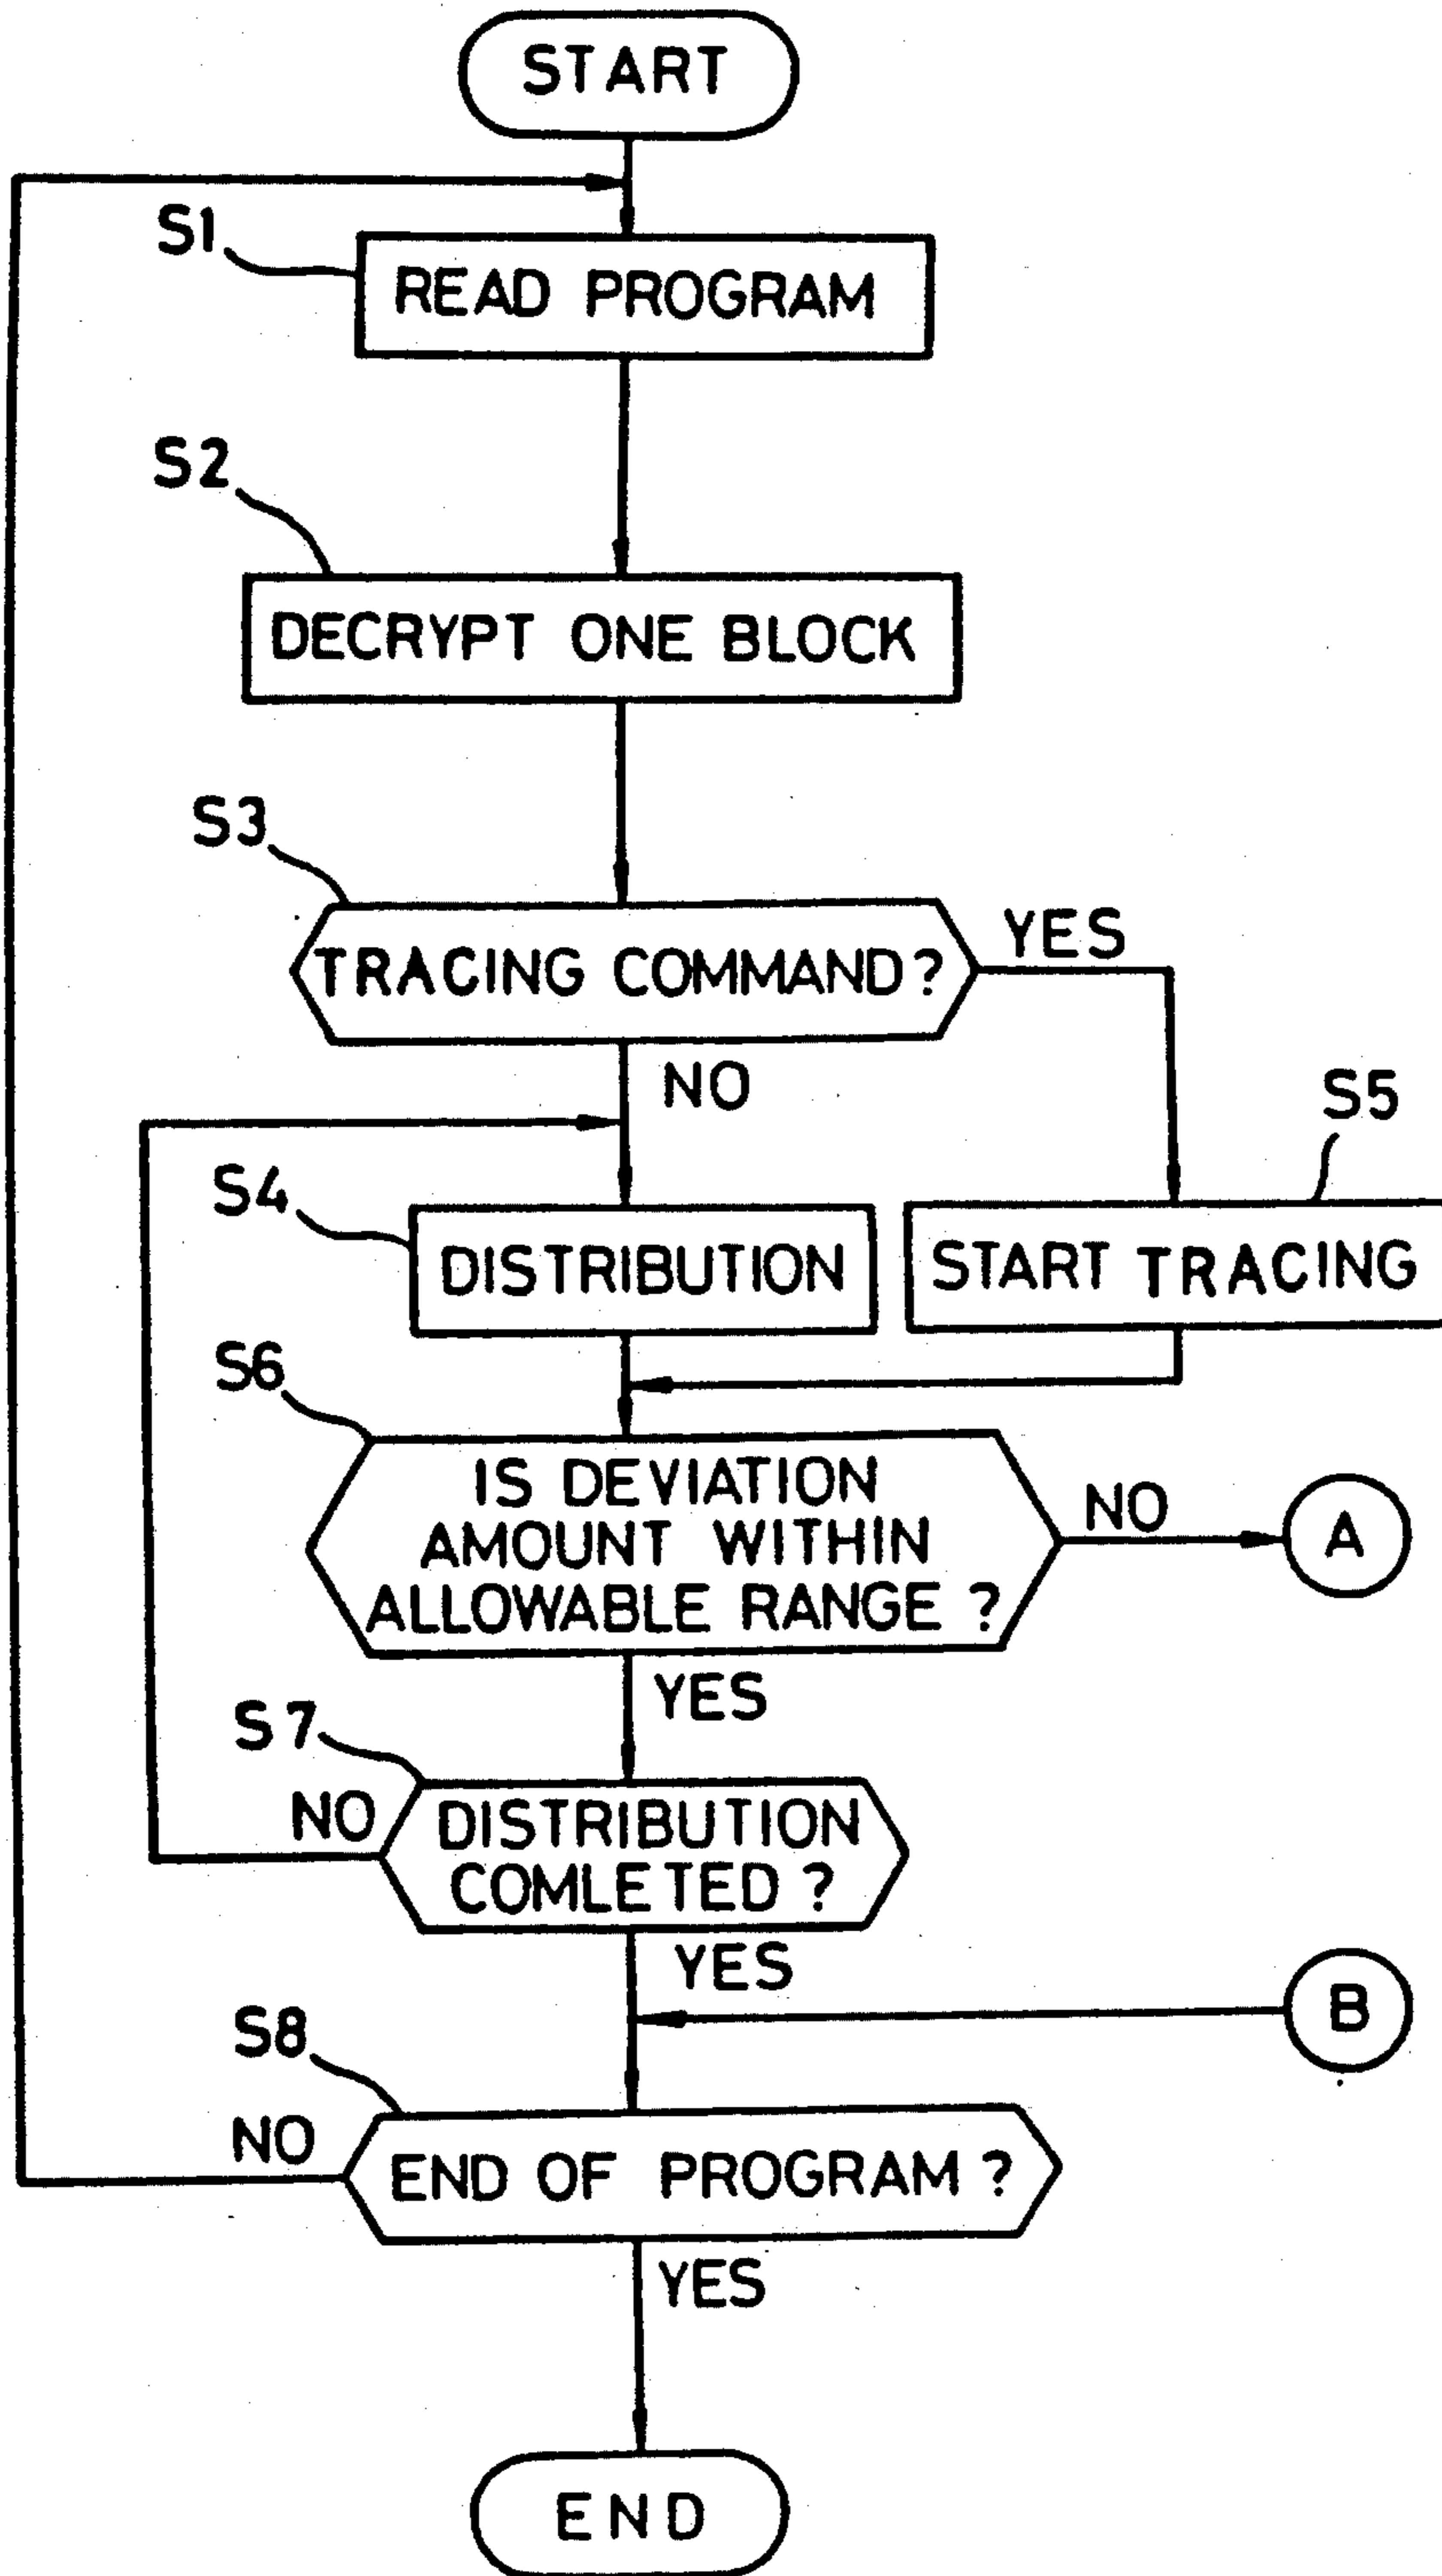 START
S1
READ PROGRAM
S2
DECRYPT ONE BLOCK
S3
TRACING COMMAND?
YES
NO
S5
S4
DISTRIBUTION
START TRACING
S6
IS DEVIATION
AMOUNT WITHIN
ALLOWABLE RANGE ?
NO
A
YES
S7
NO
DISTRIBUTION
COMLETED ?
YES
B
S8
NO
END OF PROGRAM ?
YES
END